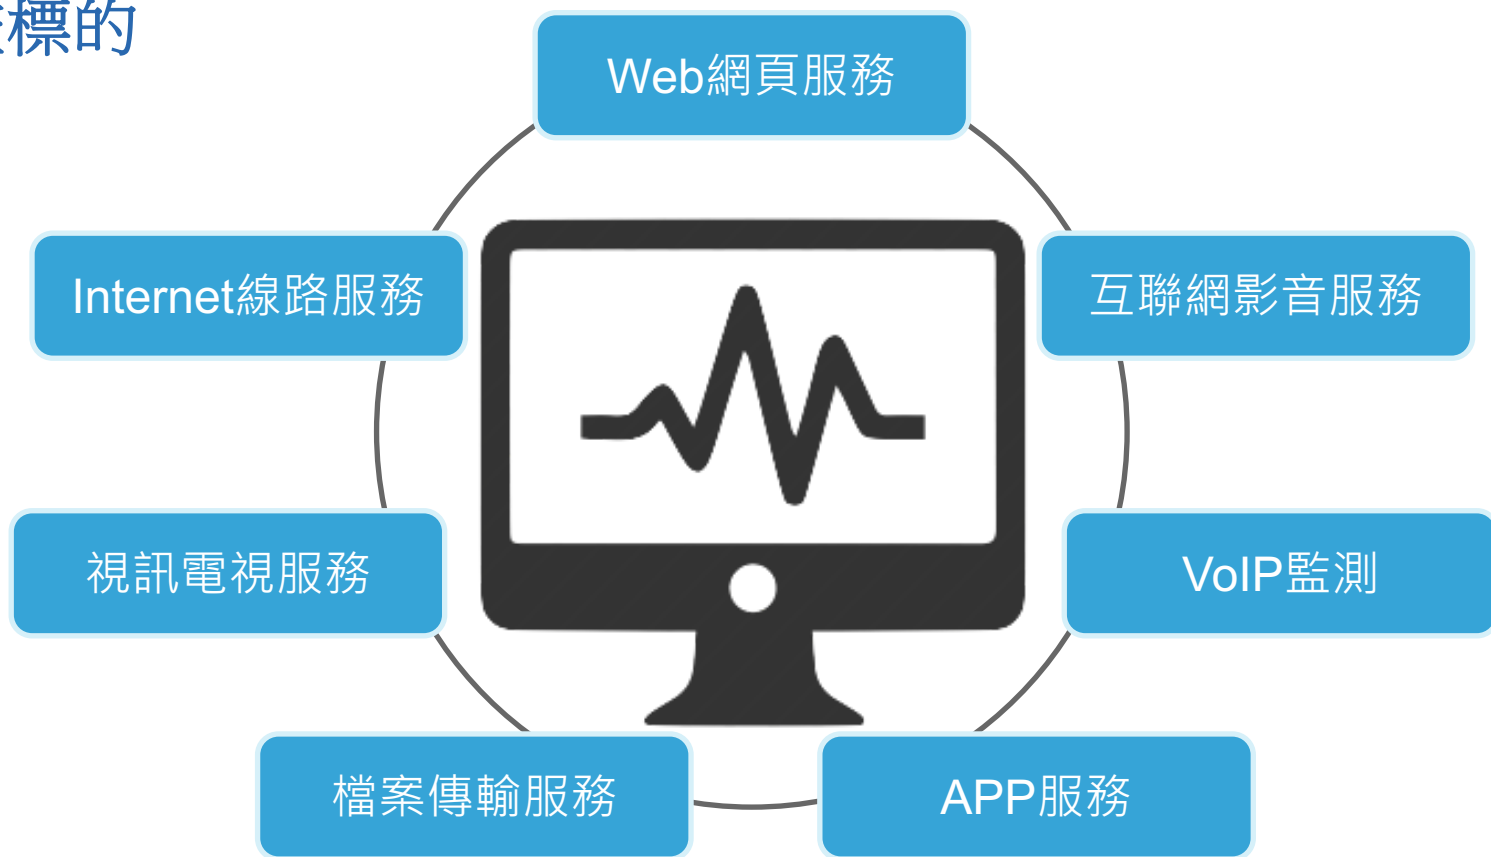 標的
Web網頁服務
互聯網影音服務
VoIP監測
APP服務
檔案傳輸服務
視訊電視服務
Internet線路服務